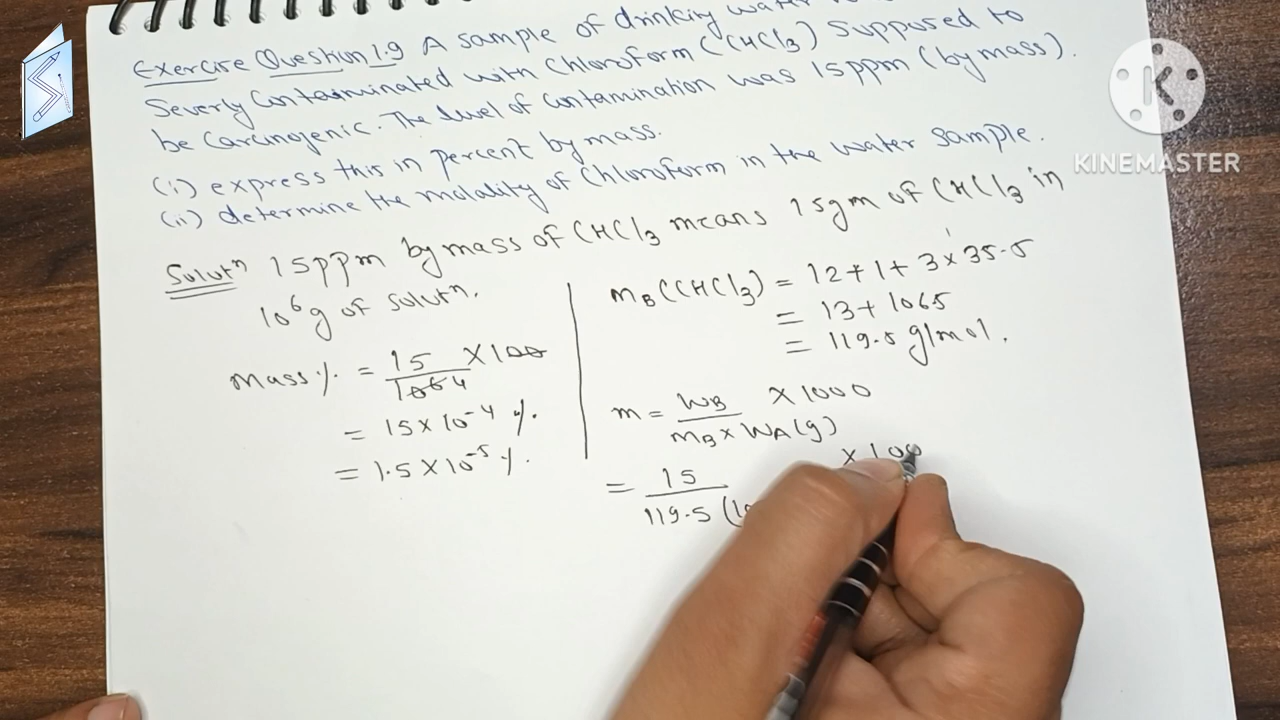 Exercise Question 1.9 A sample of drinking water
Severly Contaminated with Chloroform (CHCl3) Supposed to
be Carcinogenic. The level of contamination was 15ppm (by mass).
(i) express this in percent by mass.
(ii) determine the molality of Chloroform in the water sample.
Solutn 15ppm by mass of CHCl3 means 15gm of CHCl3 in
10^6 g of solutn.
Mass% = 15/10^6 4 × 100
= 15 × 10^-4 %.
= 1.5 × 10^-5 %.
MB(CHCl3) = 12 + 1 + 3 × 35.5
= 13 + 106.5
= 119.5 g/mol.
m = WB / MB × WA(g) × 1000
= 15 / 119.5 ( × 100
K
KINEMASTER